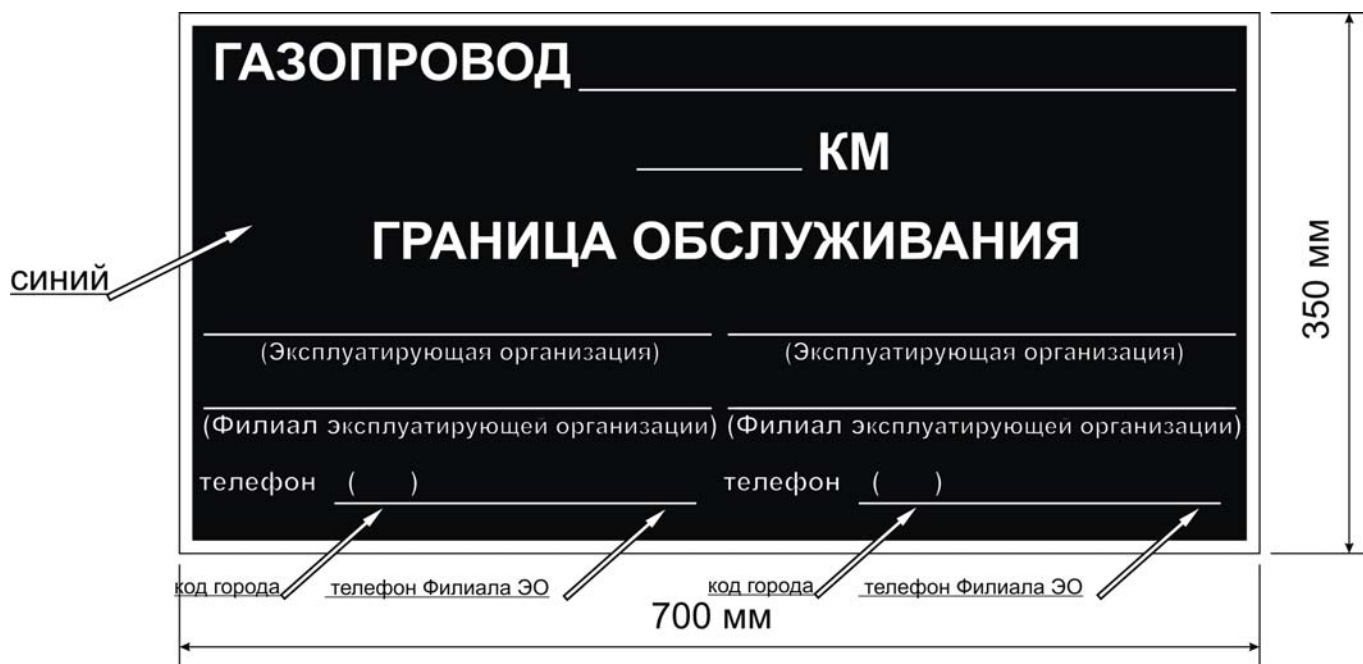 ГАЗОПРОВОД
КМ
ГРАНИЦА ОБСЛУЖИВАНИЯ
синий
350 мм
(Эксплуатирующая организация) (Эксплуатирующая организация)
(Филиал эксплуатирующей организации) (Филиал эксплуатирующей организации)
телефон ( ) телефон ( )
код города телефон Филиала ЭО код города телефон Филиала ЭО
700 мм